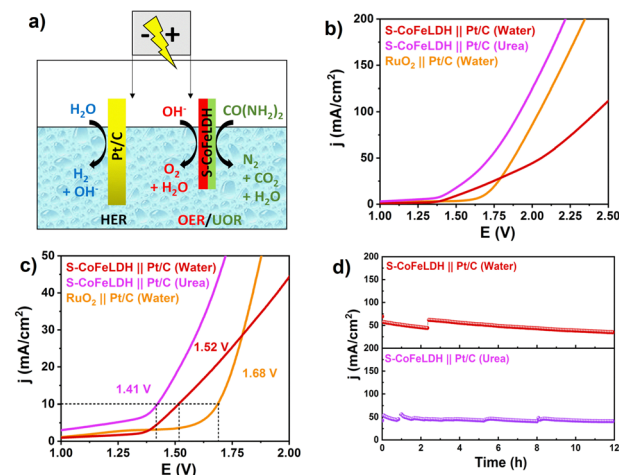 a)
- +
H₂O
Pt/C
H₂
+ OH⁻
HER
OH⁻
S-CoFeLDH
CO(NH₂)₂
O₂
+ H₂O
N₂
+ CO₂
+ H₂O
OER/UOR
b)
S-CoFeLDH || Pt/C (Water)
S-CoFeLDH || Pt/C (Urea)
RuO₂ || Pt/C (Water)
j (mA/cm²)
200
150
100
50
0
1.00 1.25 1.50 1.75 2.00 2.25 2.50
E (V)
c)
S-CoFeLDH || Pt/C (Water)
S-CoFeLDH || Pt/C (Urea)
RuO₂ || Pt/C (Water)
j (mA/cm²)
50
40
30
20
10
0
1.41 V
1.52 V
1.68 V
1.00 1.25 1.50 1.75 2.00
E (V)
d)
S-CoFeLDH || Pt/C (Water)
j (mA/cm²)
200
150
100
50
S-CoFeLDH || Pt/C (Urea)
200
150
100
50
0
0 2 4 6 8 10 12
Time (h)